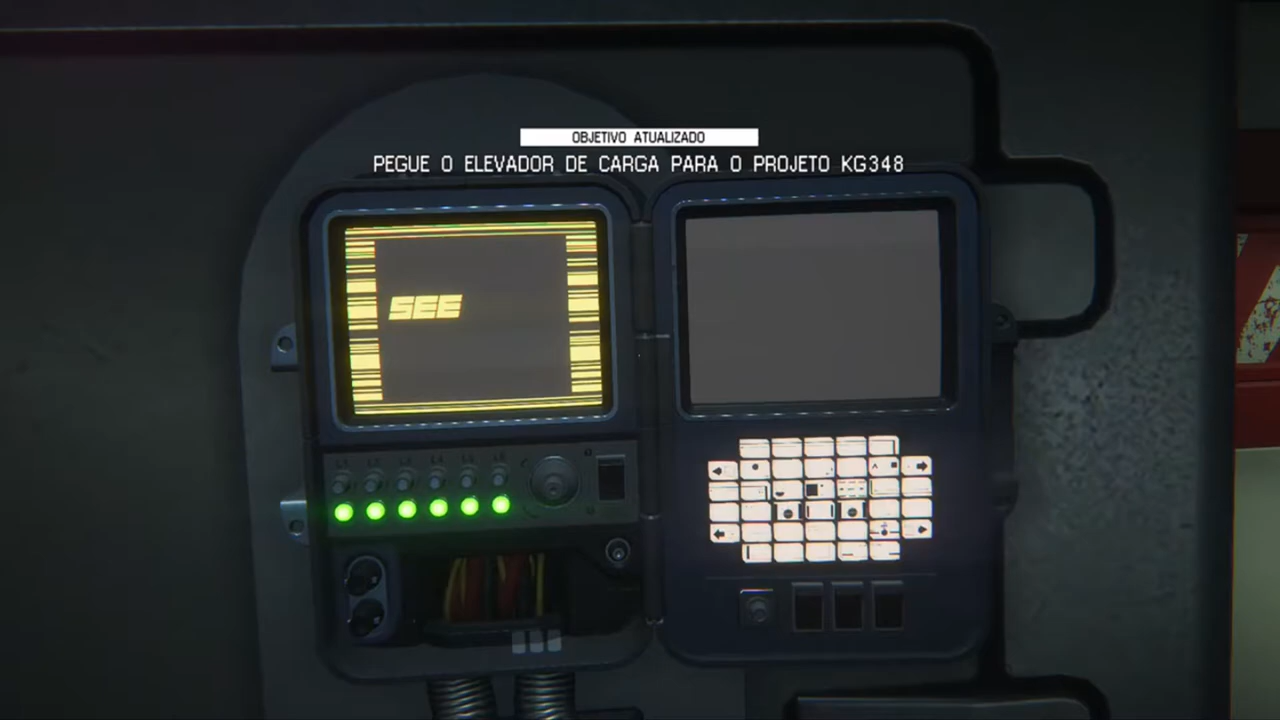 OBJETIVO ATUALIZADO
PEGUE O ELEVADOR DE CARGA PARA O PROJETO KG348
SEE